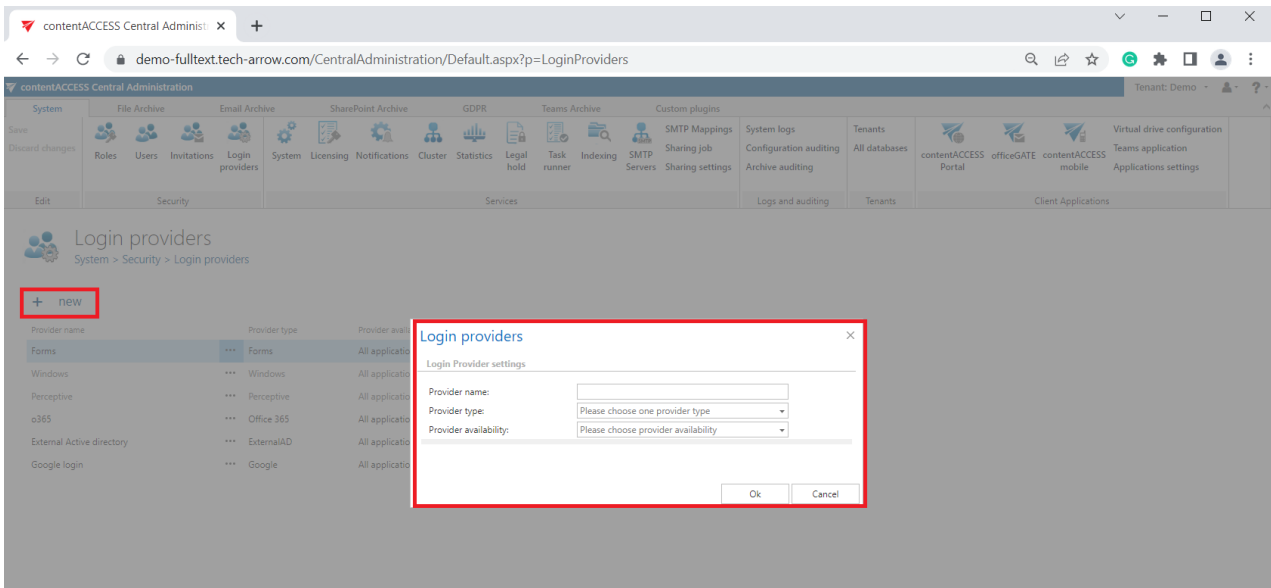 contentACCESS Central Administ
demo-fulltext.tech-arrow.com/CentralAdministration/Default.aspx?p=LoginProviders
contentACCESS Central Administration
Tenant: Demo
?
System
File Archive
Email Archive
SharePoint Archive
GDPR
Teams Archive
Custom plugins
Save
Discard changes
Roles
Users
Invitations
Login
providers
System
Licensing
Notifications
Cluster
Statistics
Legal
hold
Task
runner
Indexing
SMTP
Servers
SMTP Mappings
Sharing job
Sharing settings
System logs
Configuration auditing
Archive auditing
Tenants
All databases
contentACCESS
Portal
officeGATE
contentACCESS
mobile
Virtual drive configuration
Teams application
Applications settings
Edit
Security
Services
Logs and auditing
Tenants
Client Applications
Login providers
System > Security > Login providers
+ new
Provider name Provider type Provider avail
Forms ··· Forms All applicatio
Windows ··· Windows All applicatio
Perceptive ··· Perceptive All applicatio
o365 ··· Office 365 All applicatio
External Active directory ··· ExternalAD All applicatio
Google login ··· Google All applicatio
Login providers
Login Provider settings
Provider name:
Provider type: Please choose one provider type
Provider availability: Please choose provider availability
Ok Cancel